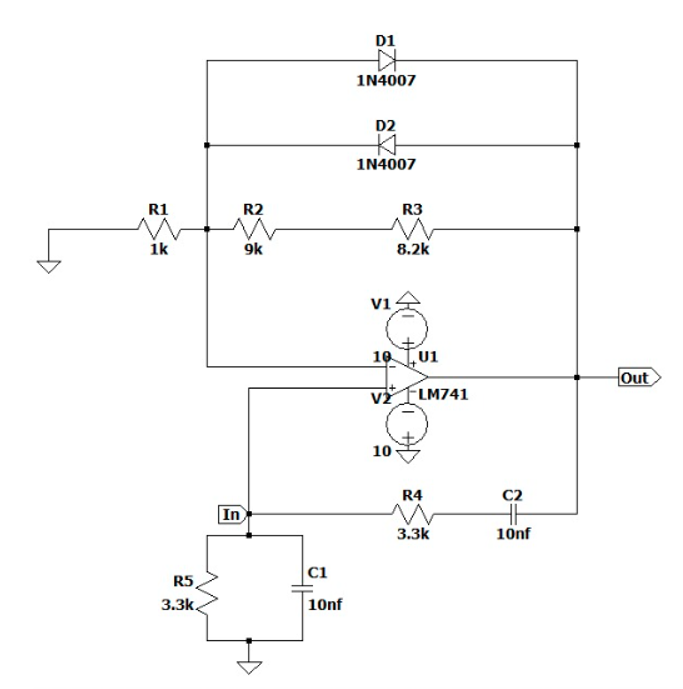 D1
1N4007
D2
1N4007
R1
R2
R3
1k
9k
8.2k
V1
10
U1
V2
LM741
Out
10
In
R4
C2
3.3k
10nf
R5
C1
3.3k
10nf